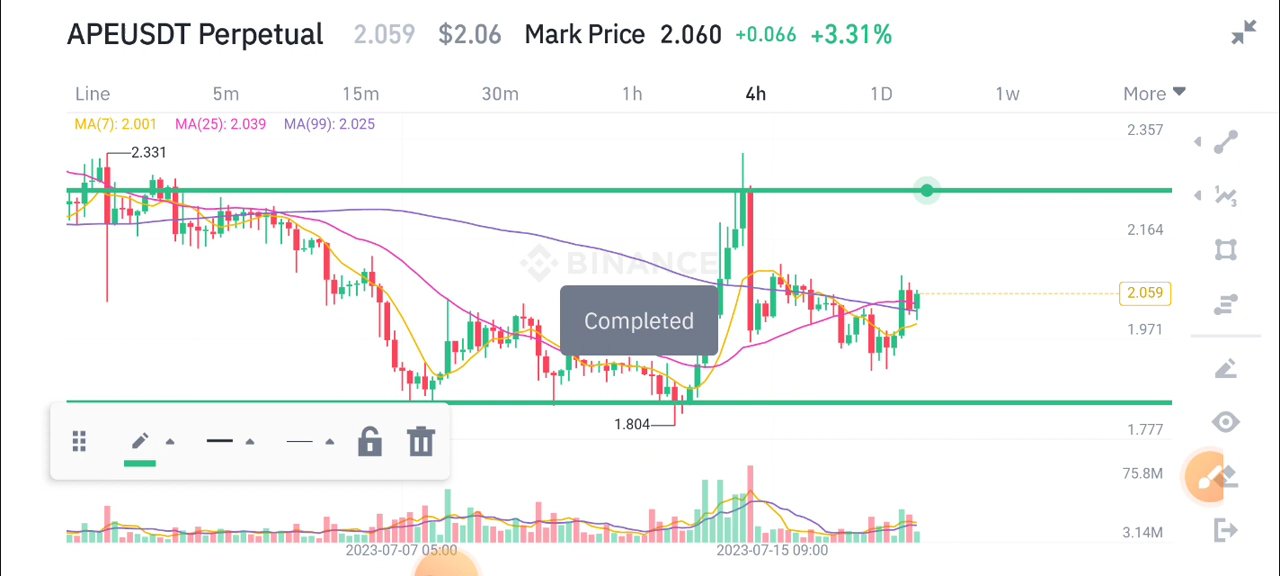 APEUSDT Perpetual 2.059 $2.06 Mark Price 2.060 +0.066 +3.31%
Line 5m 15m 30m 1h 4h 1D 1w More
MA(7): 2.001 MA(25): 2.039 MA(99): 2.025
2.357
2.331
2.164
BINANCE
2.059
Completed
1.971
1.804
1.777
75.8M
3.14M
2023-07-07 05:00 2023-07-15 09:00